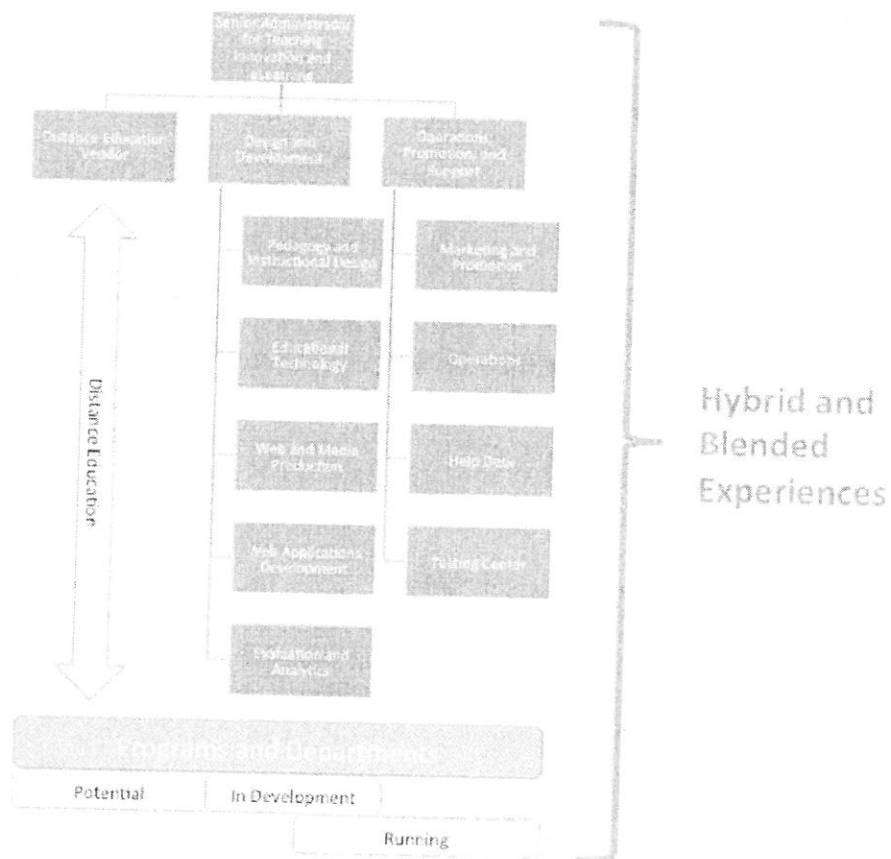 Senior Administrator
for Teaching
Innovation and
eLearning
Distance Education
Vendor
Design and
Development
Operations,
Promotion, and
Support
Pedagogy and
Instructional Design
Marketing and
Promotion
Educational
Technology
Operations
Web and Media
Production
Help Desk
Web Applications
Development
Testing Center
Evaluation and
Analytics
Distance Education
Hybrid and
Blended
Experiences
Programs and Departments
Potential
In Development
Running